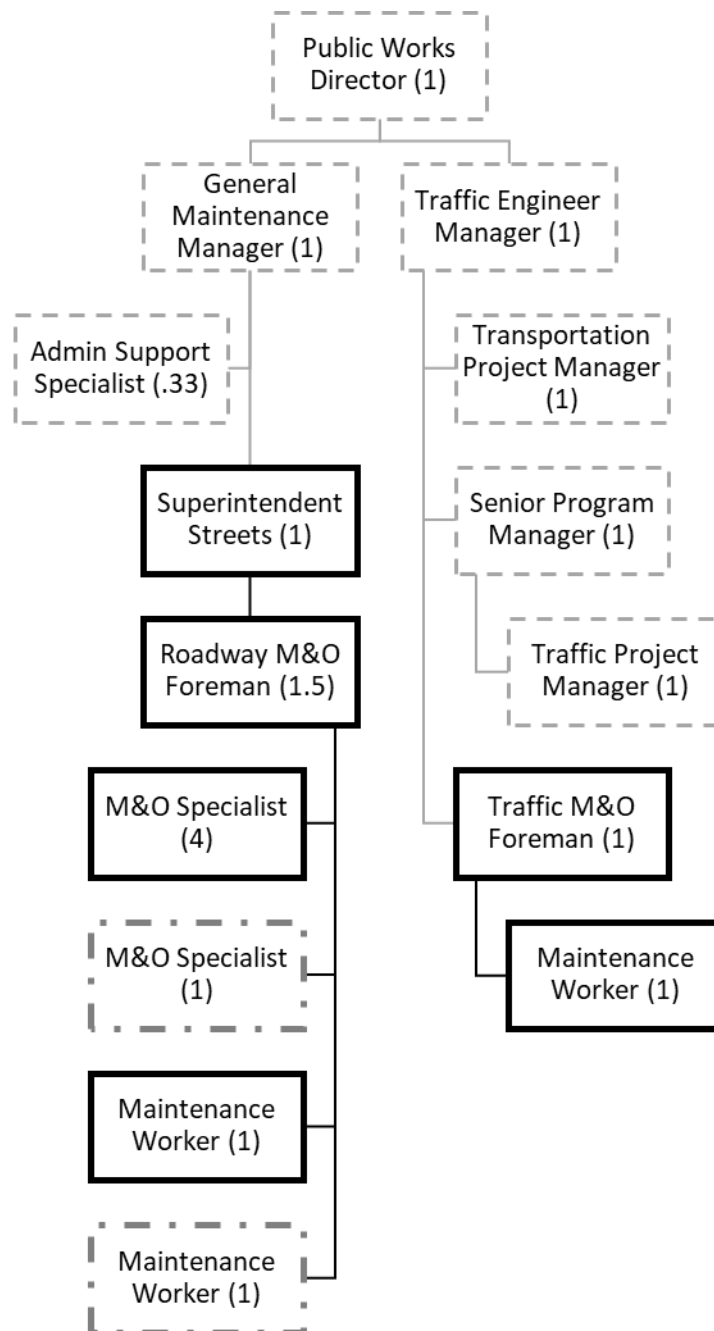 Public Works
Director (1)
General
Maintenance
Manager (1)
Traffic Engineer
Manager (1)
Admin Support
Specialist (.33)
Transportation
Project Manager
(1)
Superintendent
Streets (1)
Senior Program
Manager (1)
Roadway M&O
Foreman (1.5)
Traffic Project
Manager (1)
M&O Specialist
(4)
Traffic M&O
Foreman (1)
M&O Specialist
(1)
Maintenance
Worker (1)
Maintenance
Worker (1)
Maintenance
Worker (1)